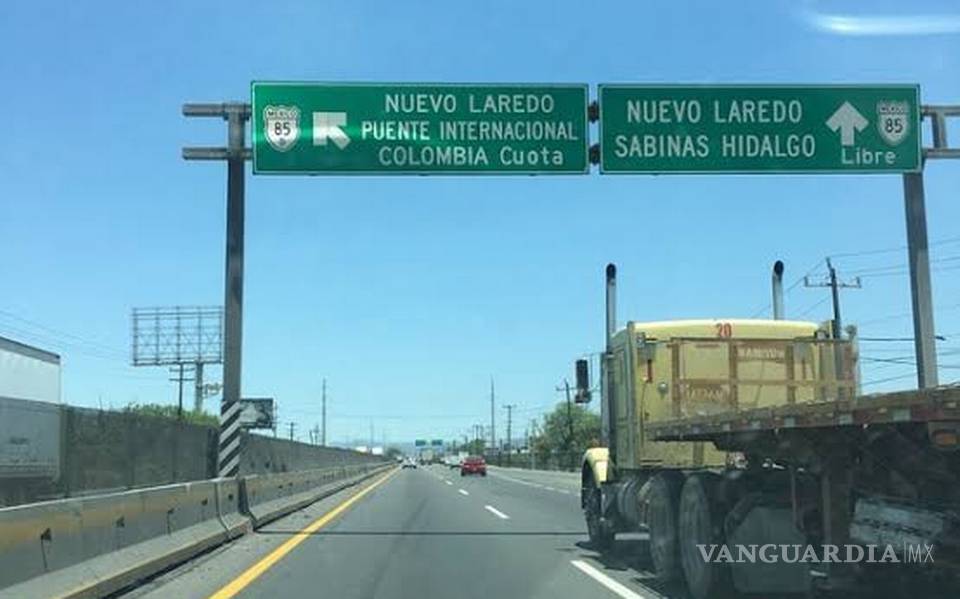 MEXICO
85
NUEVO LAREDO
PUENTE INTERNACIONAL
COLOMBIA Cuota
NUEVO LAREDO
SABINAS HIDALGO
MEXICO
85
Libre
20
VANGUARDIA|MX